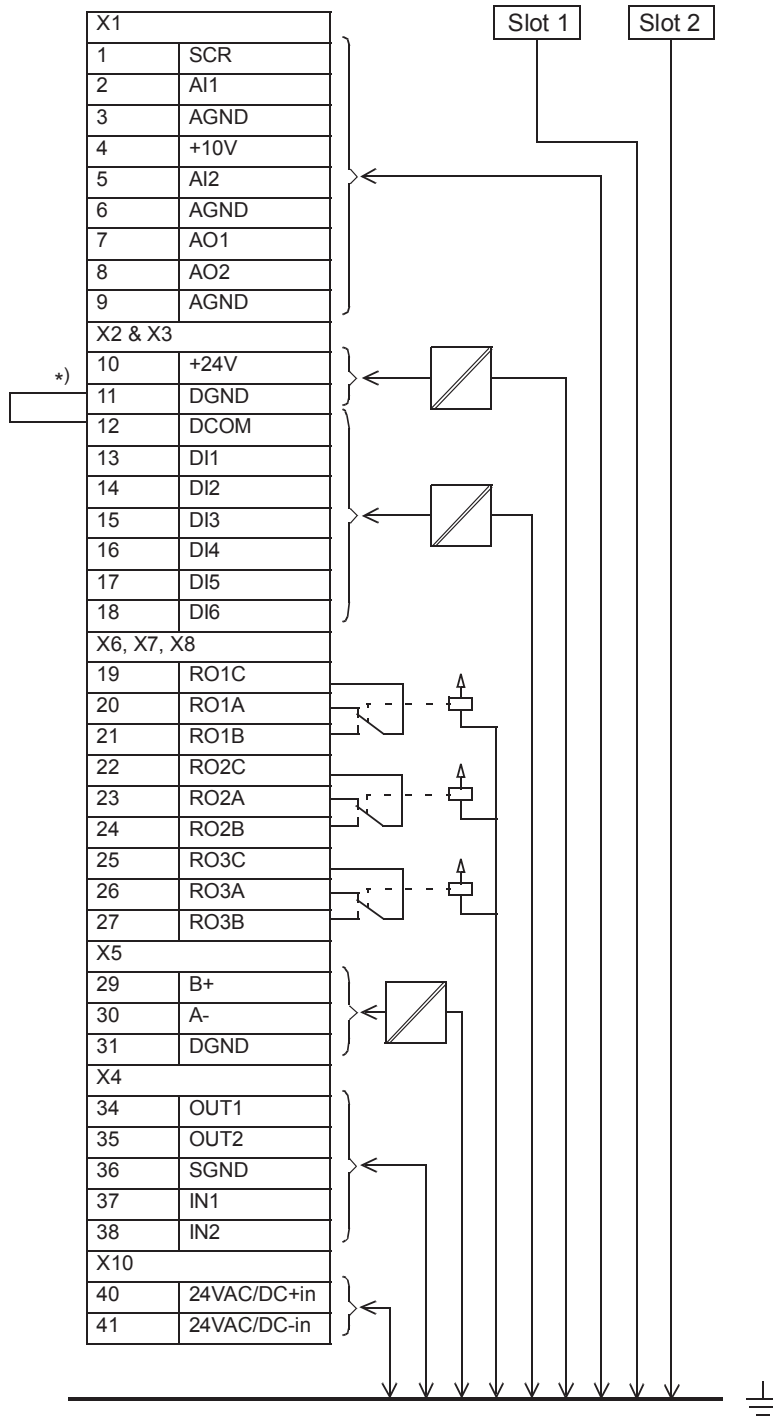 Slot 1 Slot 2
X1
1 SCR
2 AI1
3 AGND
4 +10V
5 AI2
6 AGND
7 AO1
8 AO2
9 AGND
X2 & X3
10 +24V
*)
11 DGND
12 DCOM
13 DI1
14 DI2
15 DI3
16 DI4
17 DI5
18 DI6
X6, X7, X8
19 RO1C
20 RO1A
21 RO1B
22 RO2C
23 RO2A
24 RO2B
25 RO3C
26 RO3A
27 RO3B
X5
29 B+
30 A-
31 DGND
X4
34 OUT1
35 OUT2
36 SGND
37 IN1
38 IN2
X10
40 24VAC/DC+in
41 24VAC/DC-in